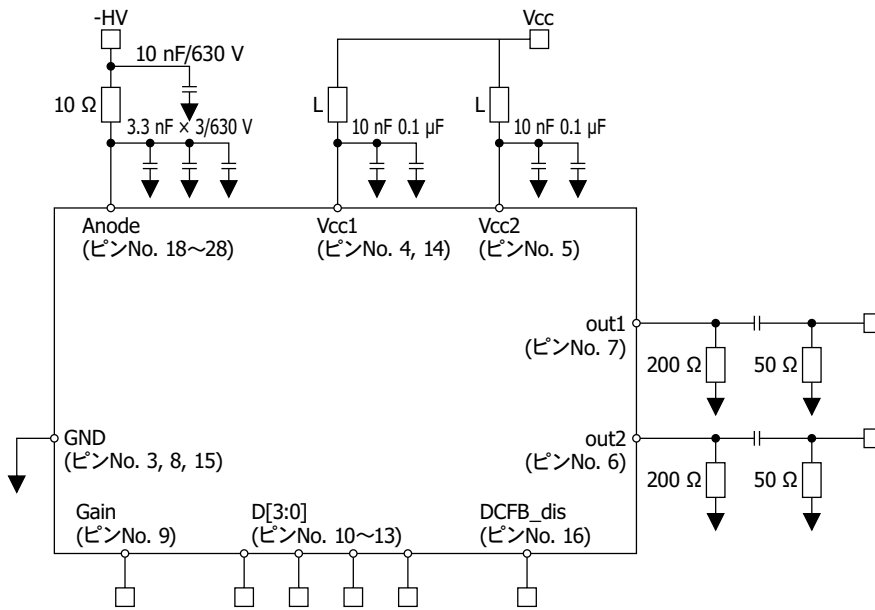 -HV
Vcc
10 nF/630 V
10 Ω
L
L
3.3 nF × 3/630 V
10 nF 0.1 μF
10 nF 0.1 μF
Anode
(ピンNo. 18～28)
Vcc1
(ピンNo. 4, 14)
Vcc2
(ピンNo. 5)
out1
(ピンNo. 7)
200 Ω
50 Ω
GND
(ピンNo. 3, 8, 15)
out2
(ピンNo. 6)
200 Ω
50 Ω
Gain
(ピンNo. 9)
D[3:0]
(ピンNo. 10～13)
DCFB_dis
(ピンNo. 16)